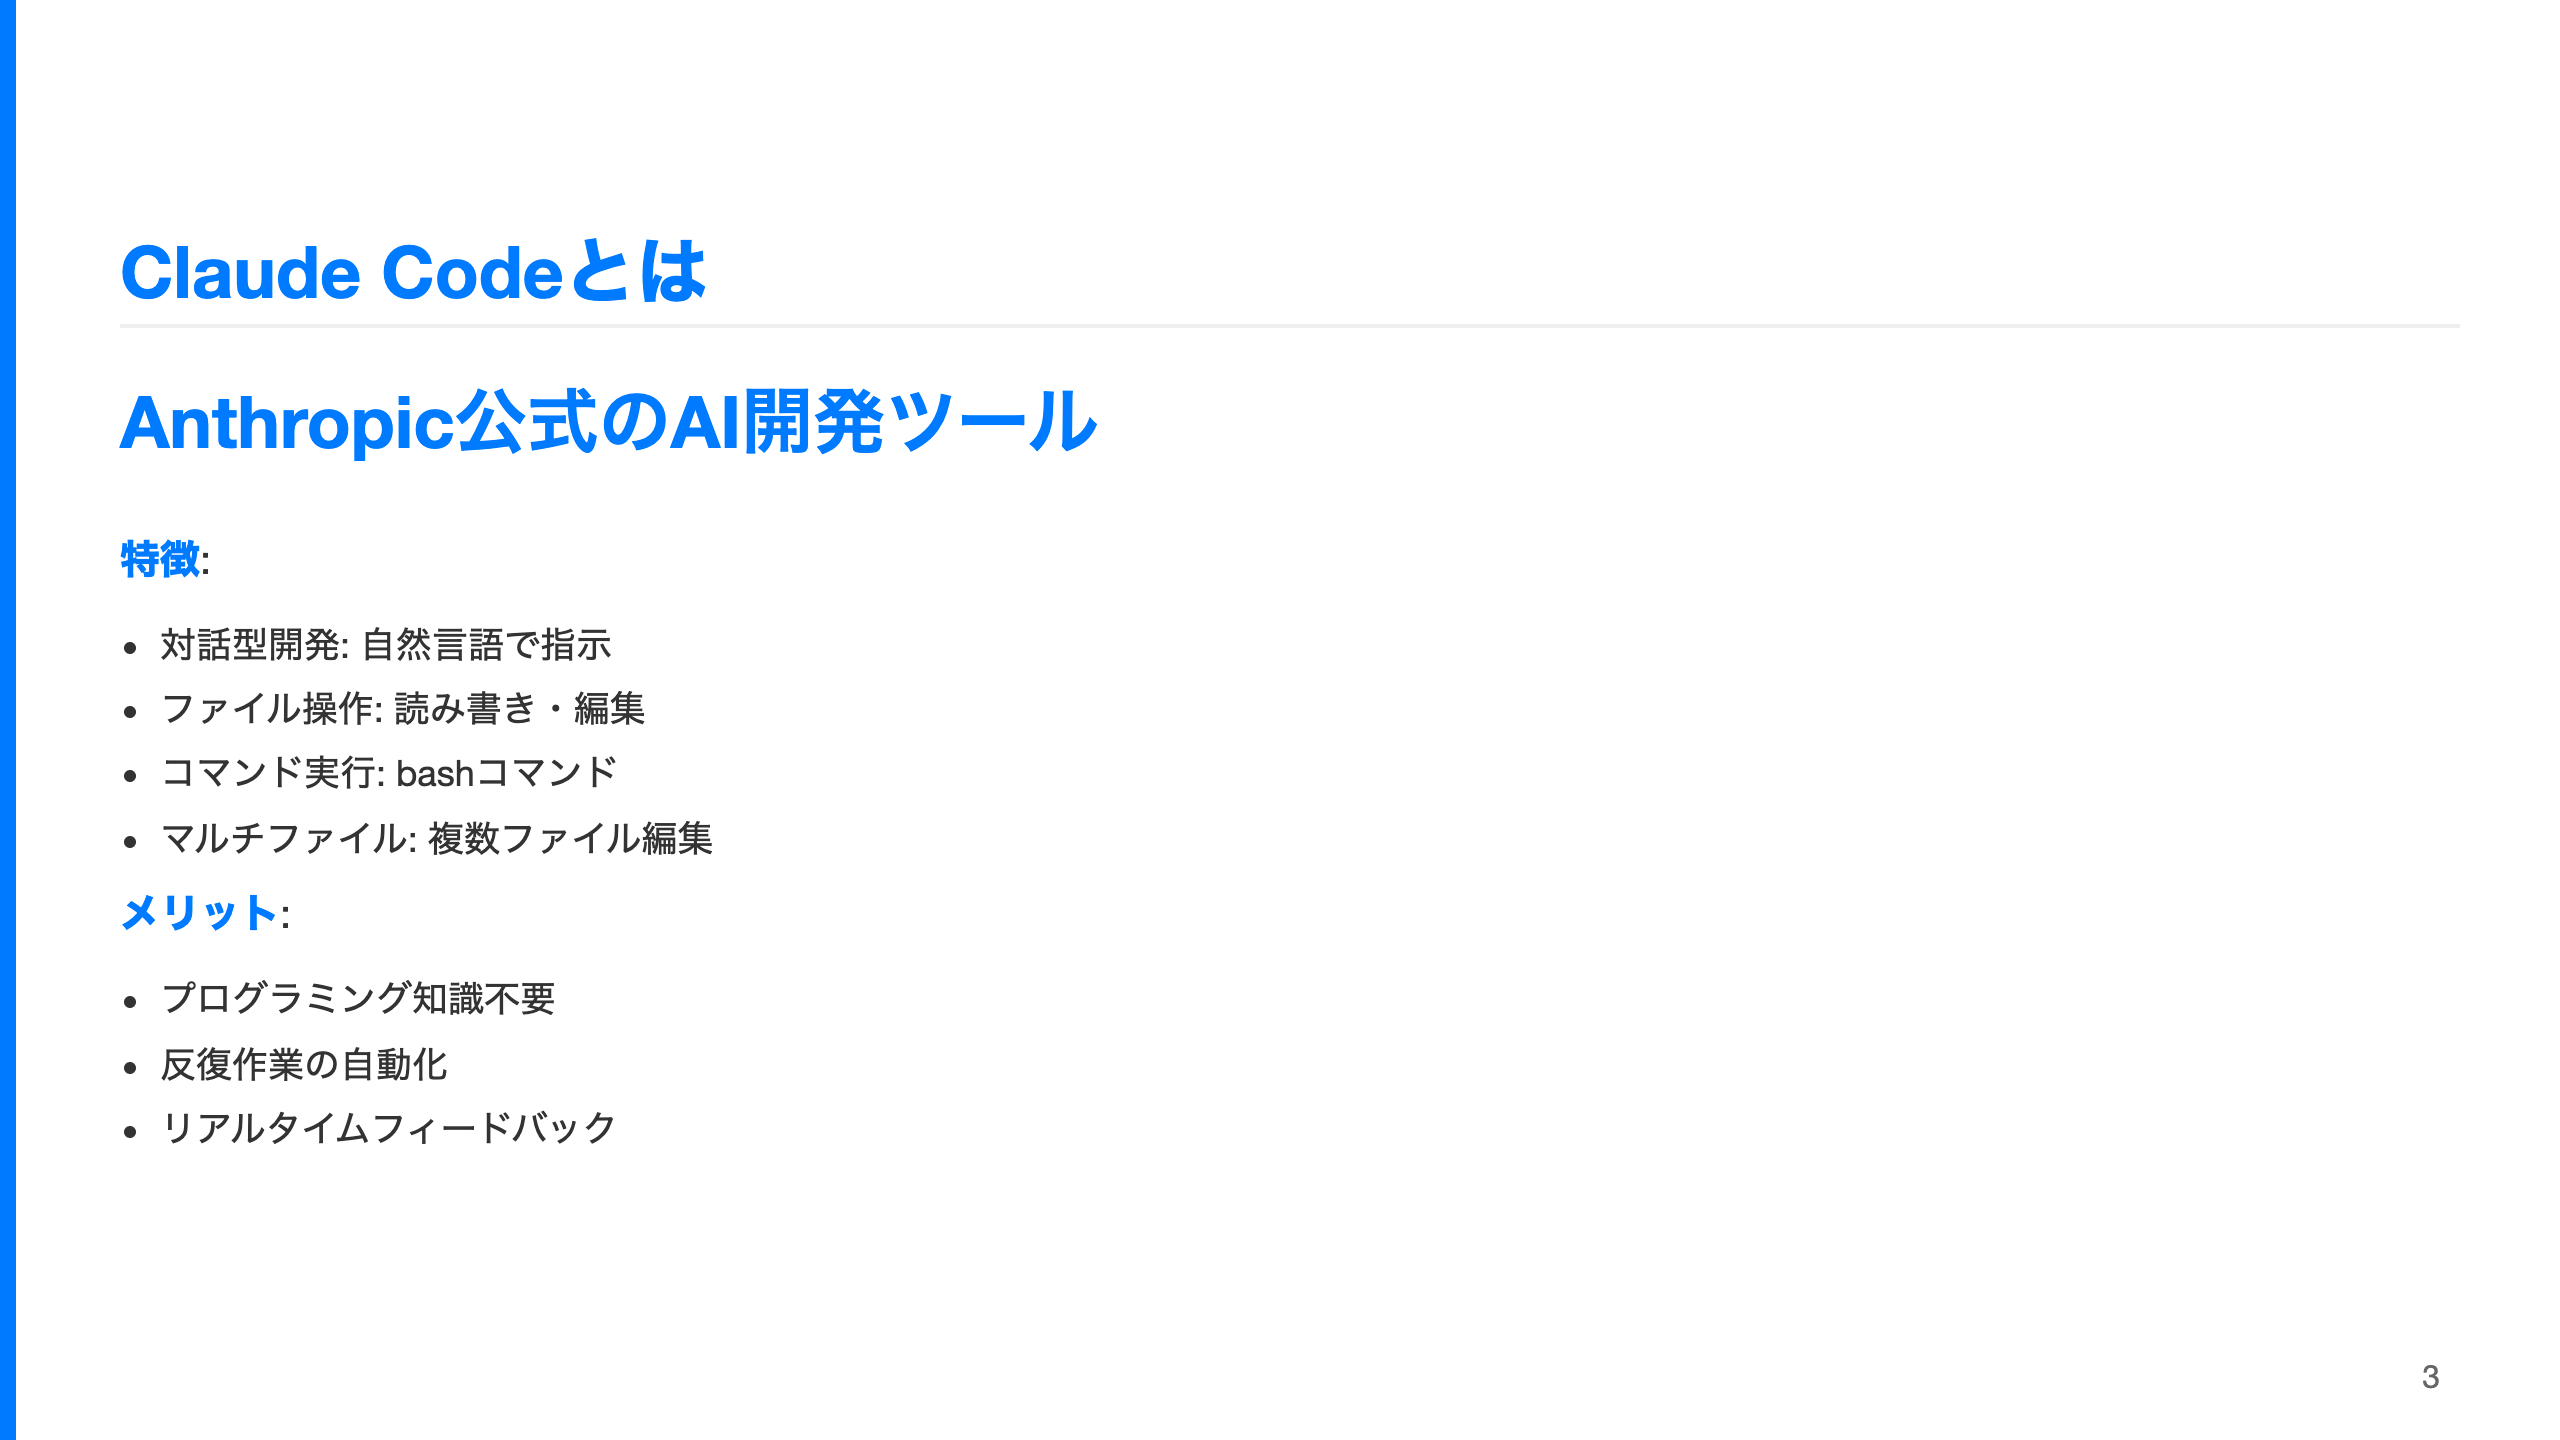 Claude Codeとは
Anthropic公式のAI開発ツール
特徴:
• 対話型開発: 自然言語で指示
• ファイル操作: 読み書き・編集
• コマンド実行: bashコマンド
• マルチファイル: 複数ファイル編集
メリット:
• プログラミング知識不要
• 反復作業の自動化
• リアルタイムフィードバック
3